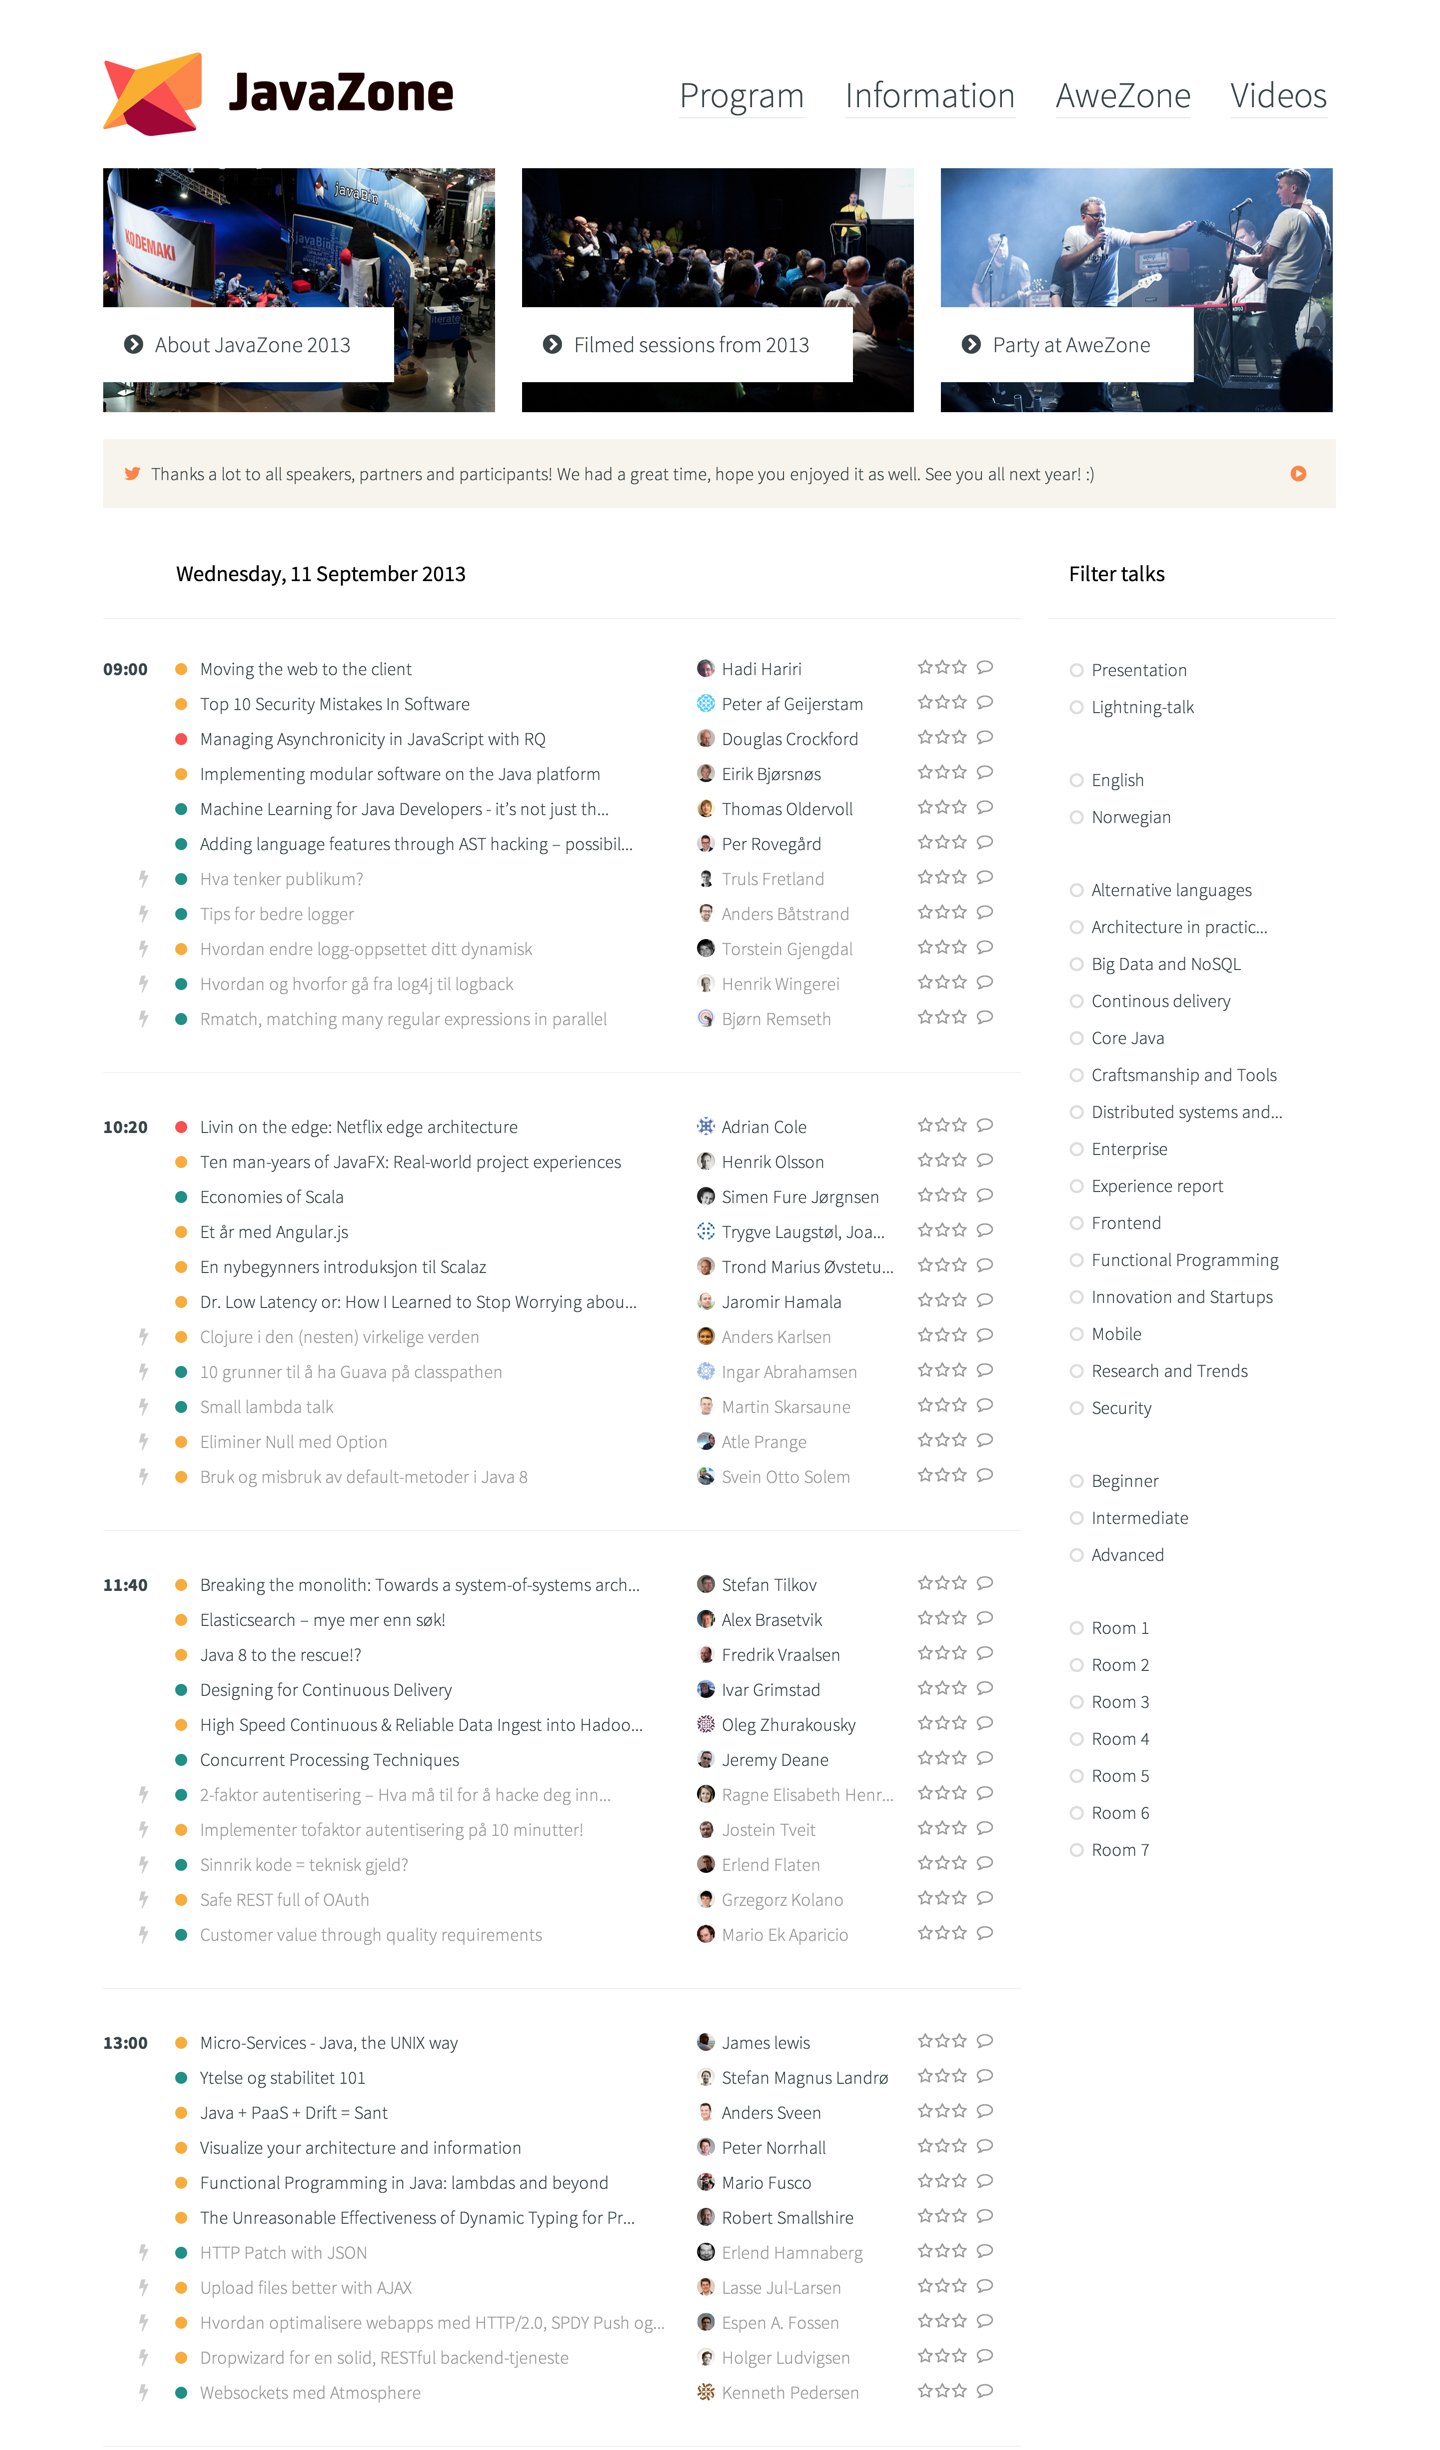 JavaZone
Program Information AweZone Videos
javaBin
KODEMAKI
javaBin
About JavaZone 2013
Filmed sessions from 2013
Party at AweZone
Thanks a lot to all speakers, partners and participants! We had a great time, hope you enjoyed it as well. See you all next year! :)
Wednesday, 11 September 2013
09:00 Moving the web to the client Hadi Hariri
Top 10 Security Mistakes In Software Peter af Geijerstam
Managing Asynchronicity in JavaScript with RQ Douglas Crockford
Implementing modular software on the Java platform Eirik Bjørsnøs
Machine Learning for Java Developers - it’s not just th... Thomas Oldervoll
Adding language features through AST hacking – possibil... Per Rovegård
Hva tenker publikum? Truls Fretland
Tips for bedre logger Anders Båtstrand
Hvordan endre logg-oppsettet ditt dynamisk Torstein Gjengdal
Hvordan og hvorfor gå fra log4j til logback Henrik Wingerei
Rmatch, matching many regular expressions in parallel Bjørn Remseth
10:20 Livin on the edge: Netflix edge architecture Adrian Cole
Ten man-years of JavaFX: Real-world project experiences Henrik Olsson
Economies of Scala Simen Fure Jørgnsen
Et år med Angular.js Trygve Laugstøl, Joa...
En nybegynners introduksjon til Scalaz Trond Marius Øvstetu...
Dr. Low Latency or: How I Learned to Stop Worrying abou... Jaromir Hamala
Clojure i den (nesten) virkelige verden Anders Karlsen
10 grunner til å ha Guava på classpathen Ingar Abrahamsen
Small lambda talk Martin Skarsaune
Eliminer Null med Option Atle Prange
Bruk og misbruk av default-metoder i Java 8 Svein Otto Solem
11:40 Breaking the monolith: Towards a system-of-systems arch... Stefan Tilkov
Elasticsearch – mye mer enn søk! Alex Brasetvik
Java 8 to the rescue!? Fredrik Vraalsen
Designing for Continuous Delivery Ivar Grimstad
High Speed Continuous & Reliable Data Ingest into Hadoo... Oleg Zhurakousky
Concurrent Processing Techniques Jeremy Deane
2-faktor autentisering – Hva må til for å hacke deg inn... Ragne Elisabeth Henr...
Implementer tofaktor autentisering på 10 minutter! Jostein Tveit
Sinnrik kode = teknisk gjeld? Erlend Flaten
Safe REST full of OAuth Grzegorz Kolano
Customer value through quality requirements Mario Ek Aparicio
13:00 Micro-Services - Java, the UNIX way James lewis
Ytelse og stabilitet 101 Stefan Magnus Landrø
Java + PaaS + Drift = Sant Anders Sveen
Visualize your architecture and information Peter Norrhall
Functional Programming in Java: lambdas and beyond Mario Fusco
The Unreasonable Effectiveness of Dynamic Typing for Pr... Robert Smallshire
HTTP Patch with JSON Erlend Hamnaberg
Upload files better with AJAX Lasse Jul-Larsen
Hvordan optimalisere webapps med HTTP/2.0, SPDY Push og... Espen A. Fossen
Dropwizard for en solid, RESTful backend-tjeneste Holger Ludvigsen
Websockets med Atmosphere Kenneth Pedersen
Filter talks
Presentation
Lightning-talk
English
Norwegian
Alternative languages
Architecture in practic...
Big Data and NoSQL
Continous delivery
Core Java
Craftsmanship and Tools
Distributed systems and...
Enterprise
Experience report
Frontend
Functional Programming
Innovation and Startups
Mobile
Research and Trends
Security
Beginner
Intermediate
Advanced
Room 1
Room 2
Room 3
Room 4
Room 5
Room 6
Room 7